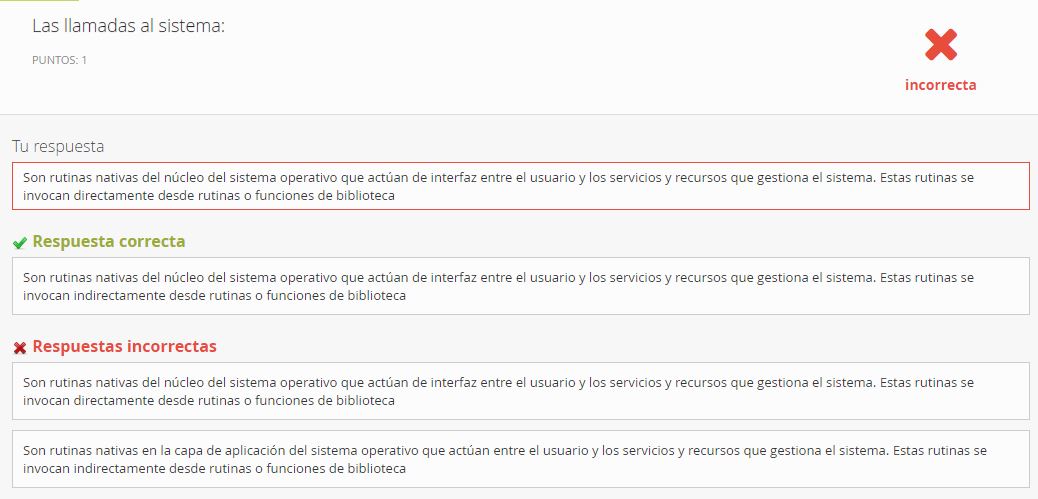 Las llamadas al sistema:
PUNTOS: 1
incorrecta
Tu respuesta
Son rutinas nativas del núcleo del sistema operativo que actúan de interfaz entre el usuario y los servicios y recursos que gestiona el sistema. Estas rutinas se
invocan directamente desde rutinas o funciones de biblioteca
Respuesta correcta
Son rutinas nativas del núcleo del sistema operativo que actúan de interfaz entre el usuario y los servicios y recursos que gestiona el sistema. Estas rutinas se
invocan indirectamente desde rutinas o funciones de biblioteca
Respuestas incorrectas
Son rutinas nativas del núcleo del sistema operativo que actúan de interfaz entre el usuario y los servicios y recursos que gestiona el sistema. Estas rutinas se
invocan directamente desde rutinas o funciones de biblioteca
Son rutinas nativas en la capa de aplicación del sistema operativo que actúan entre el usuario y los servicios y recursos que gestiona el sistema. Estas rutinas se
invocan indirectamente desde rutinas o funciones de biblioteca